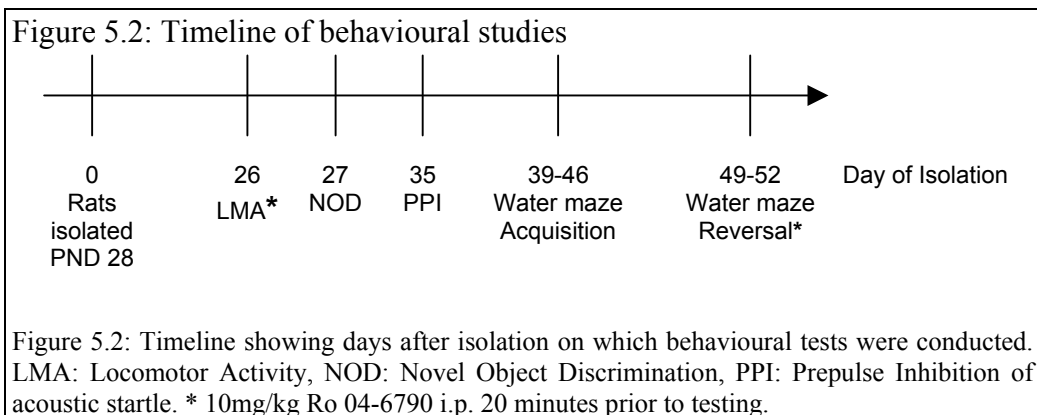 Figure 5.2: Timeline of behavioural studies
0 26 27 35 39-46 49-52 Day of Isolation
Rats LMA* NOD PPI Water maze Water maze
isolated Acquisition Reversal*
PND 28
Figure 5.2: Timeline showing days after isolation on which behavioural tests were conducted.
LMA: Locomotor Activity, NOD: Novel Object Discrimination, PPI: Prepulse Inhibition of
acoustic startle. * 10mg/kg Ro 04-6790 i.p. 20 minutes prior to testing.